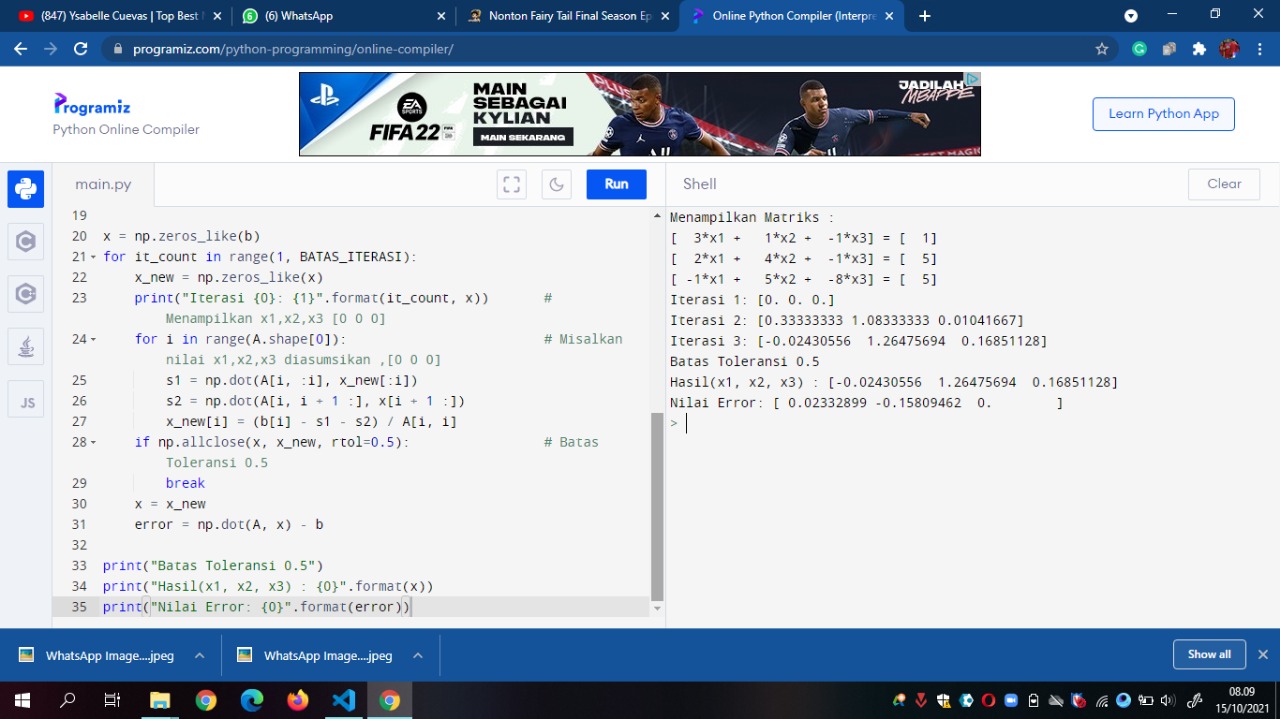 (847) Ysabelle Cuevas | Top Best
(6) WhatsApp
Nonton Fairy Tail Final Season Ep
Online Python Compiler (Interpre
programiz.com/python-programming/online-compiler/
Programiz
Python Online Compiler
EA SPORTS
FIFA 22
MAIN
SEBAGAI
KYLIAN
MAIN SEKARANG
JADILAH
MBAPPE
Learn Python App
main.py
Run
Shell
Clear
19
20 x = np.zeros_like(b)
21 for it_count in range(1, BATAS_ITERASI):
22 x_new = np.zeros_like(x)
23 print("Iterasi {0}: {1}".format(it_count, x)) #
Menampilkan x1,x2,x3 [0 0 0]
24 for i in range(A.shape[0]): # Misalkan
nilai x1,x2,x3 diasumsikan ,[0 0 0]
25 s1 = np.dot(A[i, :i], x_new[:i])
26 s2 = np.dot(A[i, i + 1 :], x[i + 1 :])
27 x_new[i] = (b[i] - s1 - s2) / A[i, i]
28 if np.allclose(x, x_new, rtol=0.5): # Batas
Toleransi 0.5
29 break
30 x = x_new
31 error = np.dot(A, x) - b
32
33 print("Batas Toleransi 0.5")
34 print("Hasil(x1, x2, x3) : {0}".format(x))
35 print("Nilai Error: {0}".format(error))
Menampilkan Matriks :
[  3*x1 +   1*x2 +  -1*x3] = [  1]
[  2*x1 +   4*x2 +  -1*x3] = [  5]
[ -1*x1 +   5*x2 +  -8*x3] = [  5]
Iterasi 1: [0. 0. 0.]
Iterasi 2: [0.33333333 1.08333333 0.01041667]
Iterasi 3: [-0.02430556  1.26475694  0.16851128]
Batas Toleransi 0.5
Hasil(x1, x2, x3) : [-0.02430556  1.26475694  0.16851128]
Nilai Error: [ 0.02332899 -0.15809462  0.        ]
>
C
JS
WhatsApp Image....jpeg
WhatsApp Image....jpeg
Show all
08.09
15/10/2021